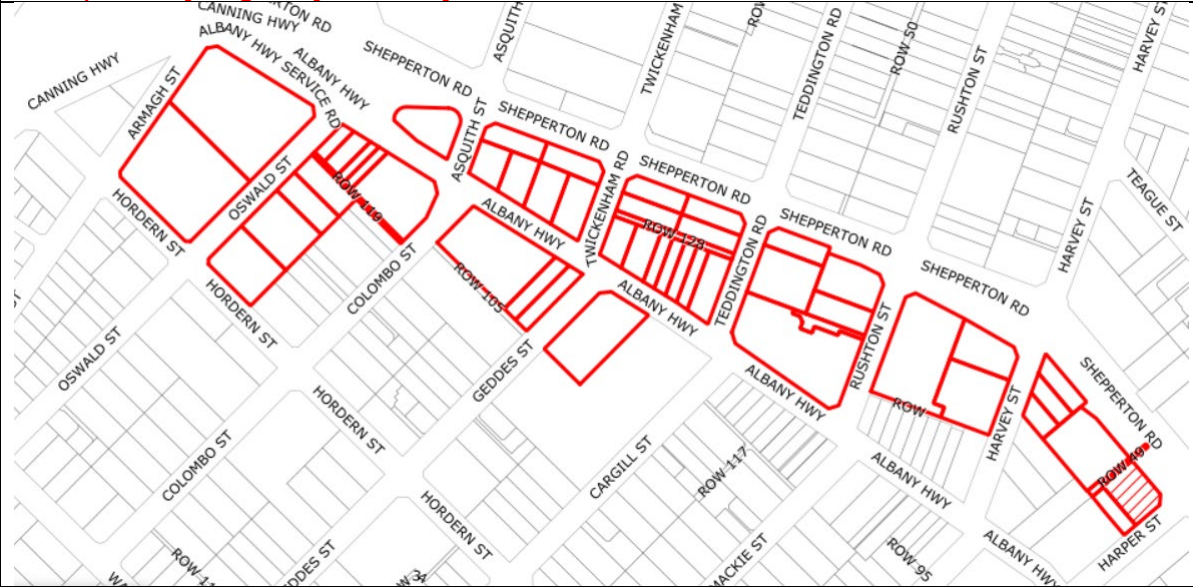 CANNING HWY
ALBANY HWY SERVICE RD
ALBANY HWY
SHEPPERTON RD
ASQUITH
TWICKENHAM
TEDDINGTON RD
ROW 50
RUSHTON ST
HARVEY ST
CANNING HWY
ARMAGH ST
ASQUITH ST
SHEPPERTON RD
TWICKENHAM RD
SHEPPERTON RD
TEDDINGTON RD
SHEPPERTON RD
SHEPPERTON RD
HARVEY ST
TEAGUE ST
HORDERN ST
OSWALD ST
ROW 119
COLOMBO ST
ALBANY HWY
ROW 128
ALBANY HWY
ROW 105
GEDDES ST
RUSHTON ST
ALBANY HWY
ROW
HARVEY ST
SHEPPERTON RD
ROW 49
HARPER ST
HORDERN ST
OSWALD ST
HORDERN ST
COLOMBO ST
CARGILL ST
ROW 117
ALBANY HWY
HORDERN ST
MACKIE ST
ROW 95
ALBANY HWY